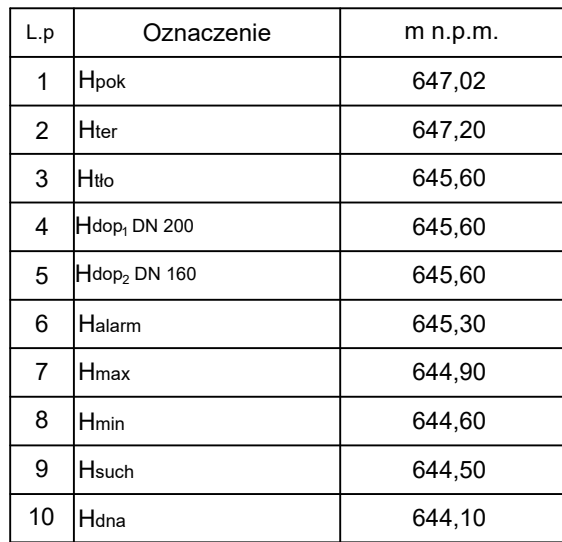 L.p Oznaczenie m n.p.m.
1 Hpok 647,02
2 Hter 647,20
3 Htło 645,60
4 Hdop₁ DN 200 645,60
5 Hdop₂ DN 160 645,60
6 Halarm 645,30
7 Hmax 644,90
8 Hmin 644,60
9 Hsuch 644,50
10 Hdna 644,10